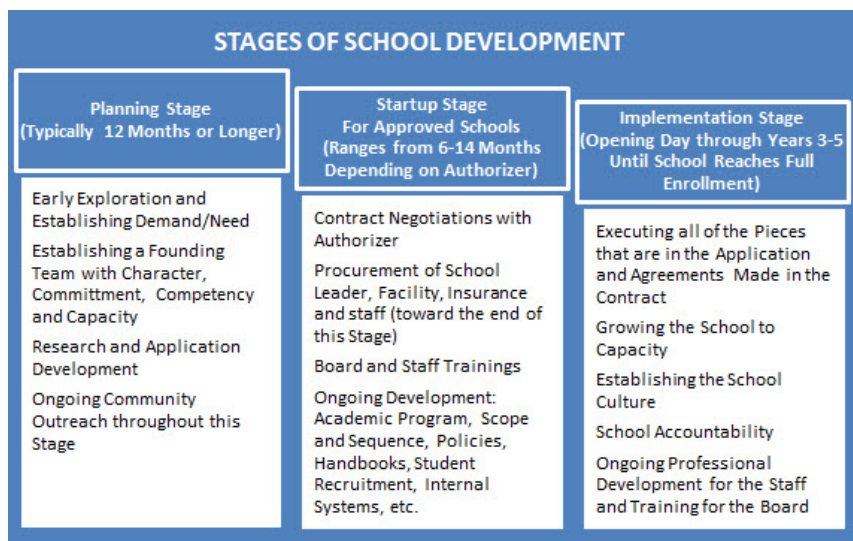 STAGES OF SCHOOL DEVELOPMENT
Planning Stage
(Typically 12 Months or Longer)
Early Exploration and
Establishing Demand/Need
Establishing a Founding
Team with Character,
Committment, Competency
and Capacity
Research and Application
Development
Ongoing Community
Outreach throughout this
Stage
Startup Stage
For Approved Schools
(Ranges from 6-14 Months
Depending on Authorizer)
Contract Negotiations with
Authorizer
Procurement of School
Leader, Facility, Insurance
and staff (toward the end of
this Stage)
Board and Staff Trainings
Ongoing Development:
Academic Program, Scope
and Sequence, Policies,
Handbooks, Student
Recruitment, Internal
Systems, etc.
Implementation Stage
(Opening Day through Years 3-5
Until School Reaches Full
Enrollment)
Executing all of the Pieces
that are in the Application
and Agreements Made in the
Contract
Growing the School to
Capacity
Establishing the School
Culture
School Accountability
Ongoing Professional
Development for the Staff
and Training for the Board